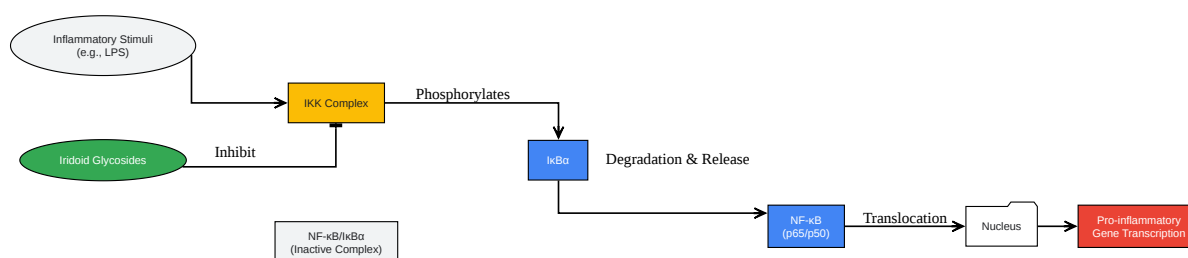 Inflammatory Stimuli
(e.g., LPS)
IKK Complex
Phosphorylates
Iridoid Glycosides
Inhibit
IκBα
Degradation & Release
NF-κB/IκBα
(Inactive Complex)
NF-κB
(p65/p50)
Translocation
Nucleus
Pro-inflammatory
Gene Transcription